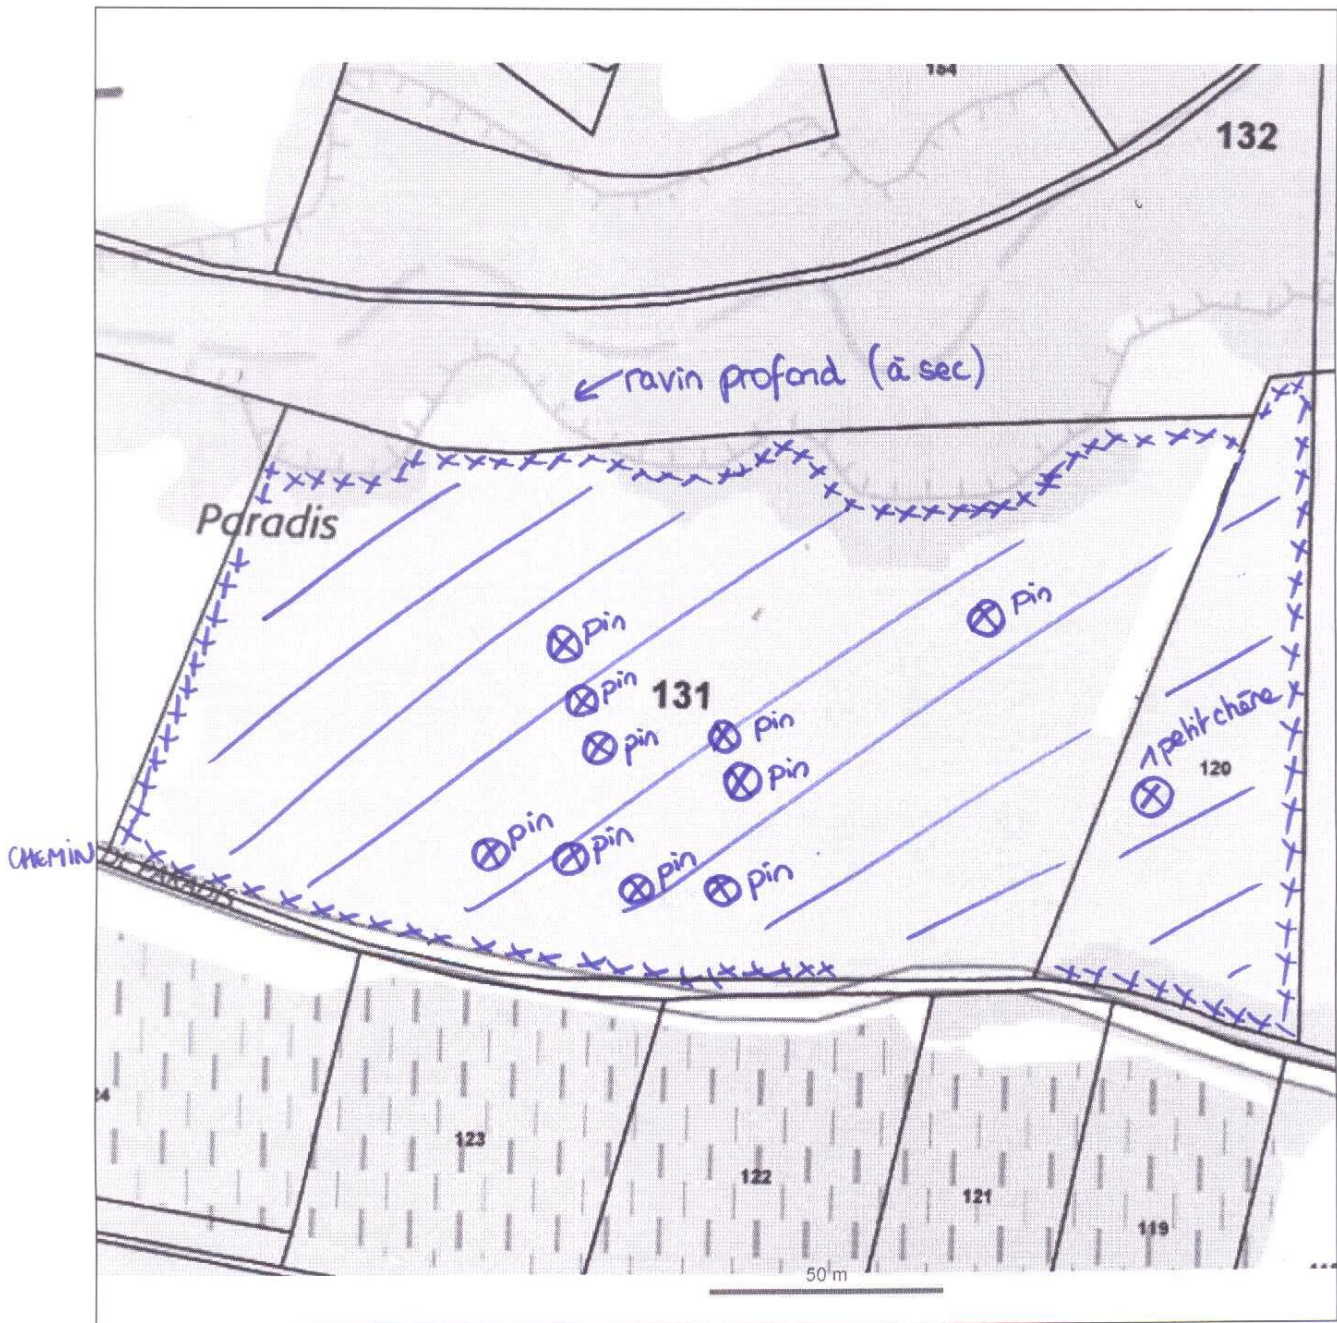 132
← ravin profond (à sec)
Paradis
pin
pin
pin
131
pin
pin
pin
1 petit chêne
120
pin
pin
pin
pin
CHEMIN DE PARADIS
123
122
121
119
50 m